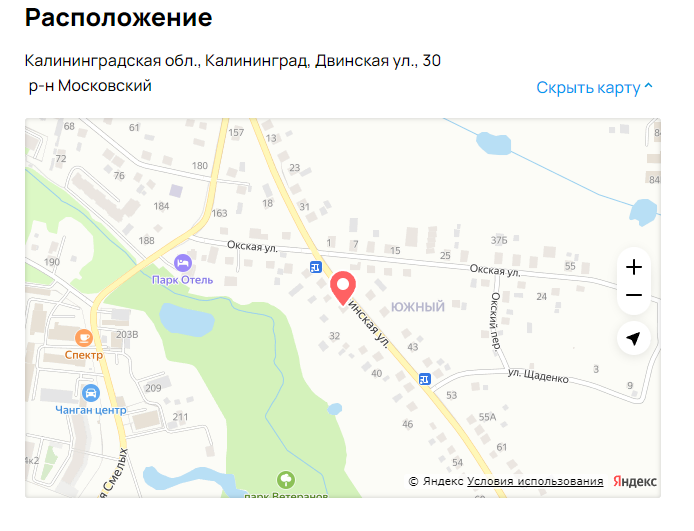 Расположение
Калининградская обл., Калининград, Двинская ул., 30
р-н Московский
Скрыть карту
68
61
157
13
72
180
23
76
84
184
18
31
163
188
Окская ул.
1
7
15
25
37Б
190
Парк Отель
Окская ул.
55
24
ЮЖНЫЙ
инская ул.
Окский пер.
203В
32
43
Спектр
40
ул. Щаденко
3
9
209
53
Чанган центр
211
55А
46
61
4к2
54
я Смелых
парк Ветеранов
© Яндекс Условия использования Яндекс